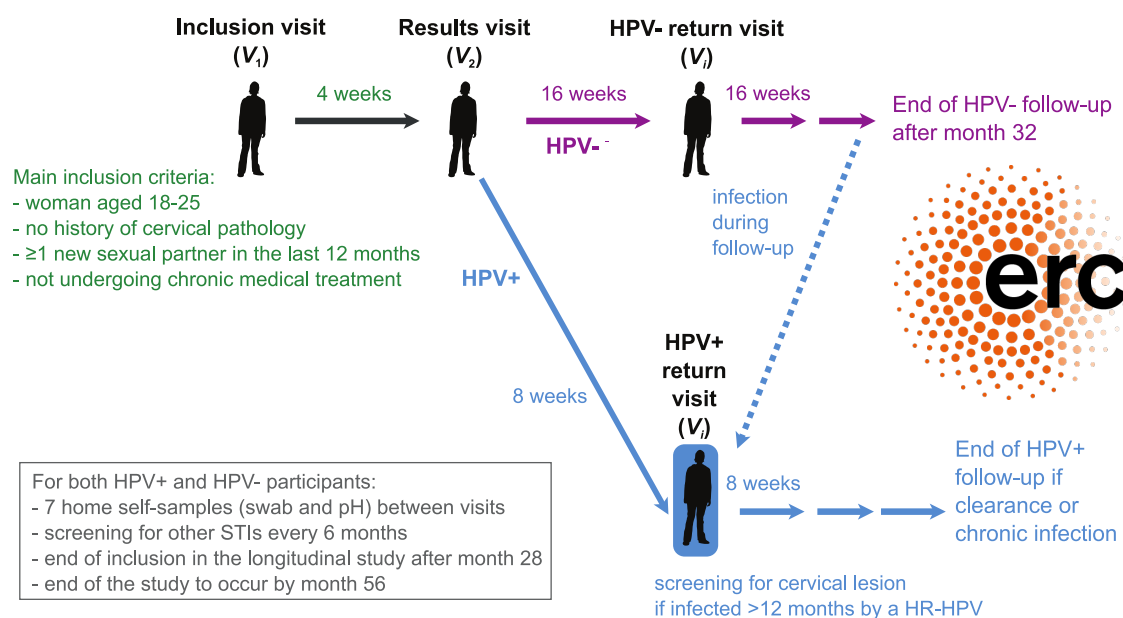 Inclusion visit
(V1)
Results visit
(V2)
HPV- return visit
(Vi)
4 weeks
16 weeks
HPV- -
16 weeks
End of HPV- follow-up
after month 32
Main inclusion criteria:
- woman aged 18-25
- no history of cervical pathology
- ≥1 new sexual partner in the last 12 months
- not undergoing chronic medical treatment
infection
during
follow-up
HPV+
erc
8 weeks
HPV+
return
visit
(Vi)
8 weeks
End of HPV+
follow-up if
clearance or
chronic infection
For both HPV+ and HPV- participants:
- 7 home self-samples (swab and pH) between visits
- screening for other STIs every 6 months
- end of inclusion in the longitudinal study after month 28
- end of the study to occur by month 56
screening for cervical lesion
if infected >12 months by a HR-HPV